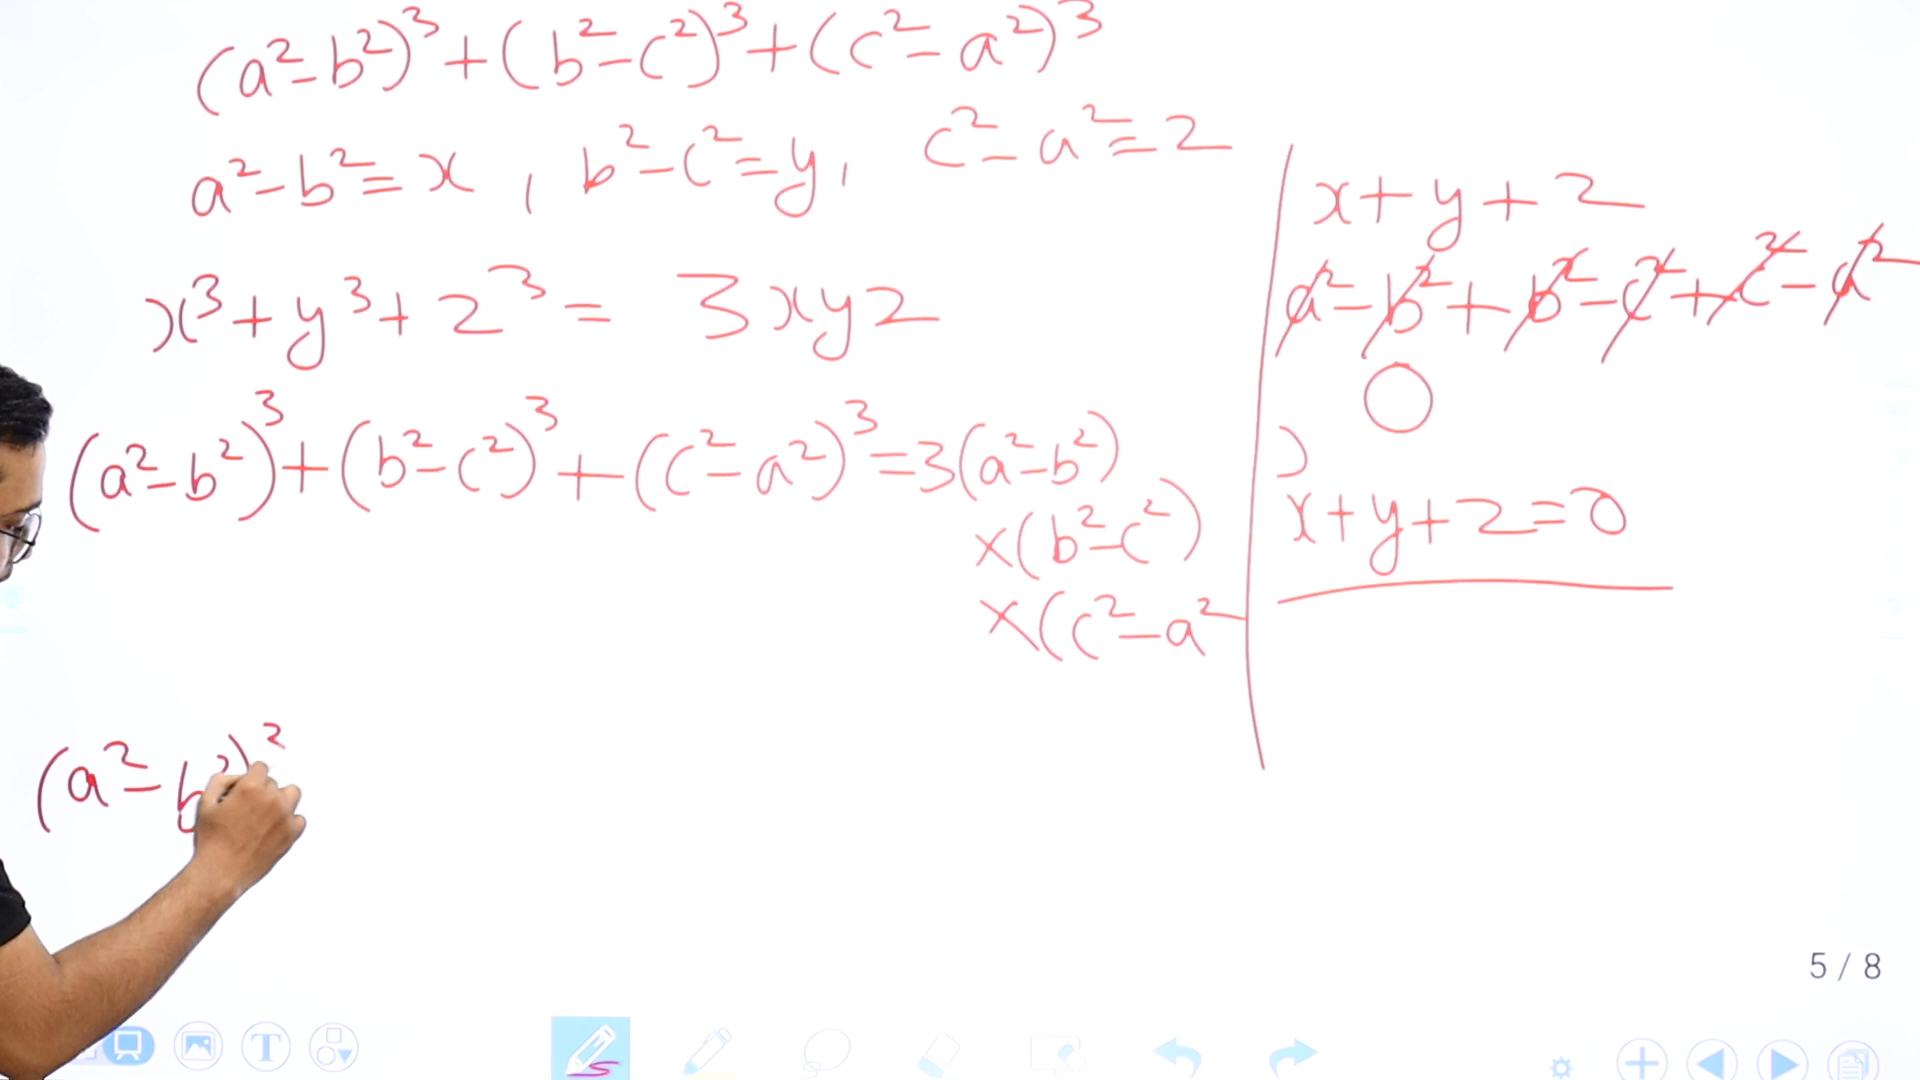 (a²-b²)³+(b²-c²)³+(c²-a²)³
a²-b²=x , b²-c²=y, c²-a²=z
x³+y³+z³= 3xyz
(a²-b²)³+(b²-c²)³+(c²-a²)³=3(a²-b²)
×(b²-c²)
×(c²-a²
x+y+z
a²-b²+b²-c²+c²-a²
0
)
x+y+z=0
(a²-b²)²
5 / 8
T